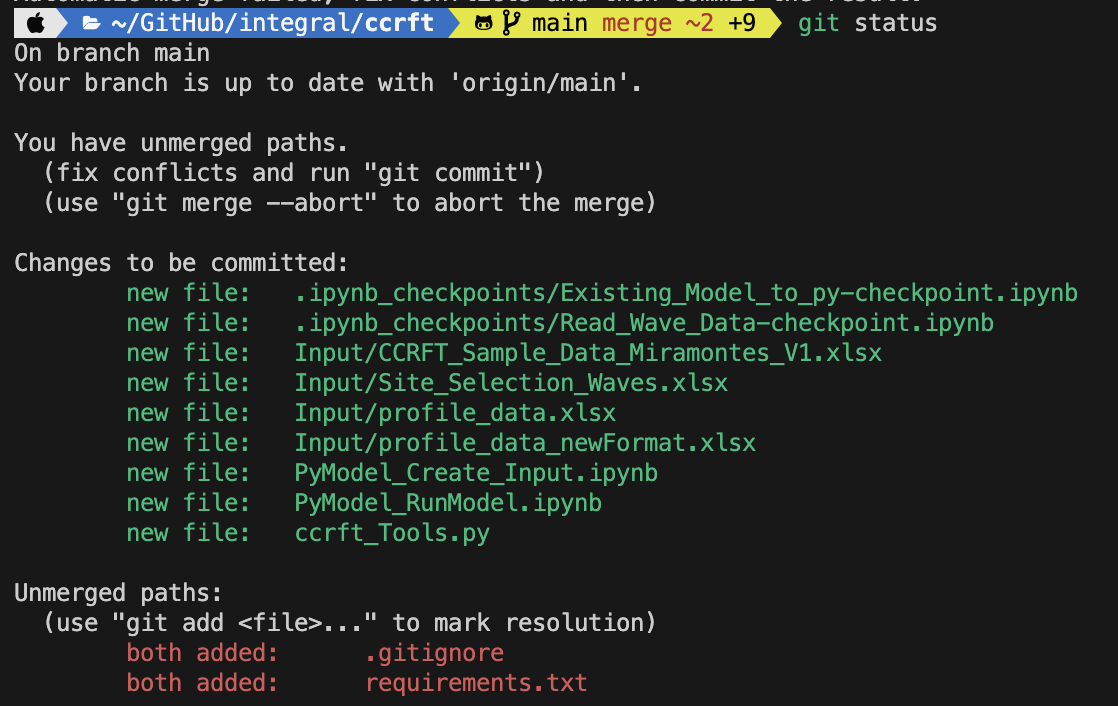 Automatic merge failed; fix conflicts and then commit the result.
~/GitHub/integral/ccrft main merge ~2 +9 git status
On branch main
Your branch is up to date with 'origin/main'.
You have unmerged paths.
(fix conflicts and run "git commit")
(use "git merge --abort" to abort the merge)
Changes to be committed:
new file: .ipynb_checkpoints/Existing_Model_to_py-checkpoint.ipynb
new file: .ipynb_checkpoints/Read_Wave_Data-checkpoint.ipynb
new file: Input/CCRFT_Sample_Data_Miramontes_V1.xlsx
new file: Input/Site_Selection_Waves.xlsx
new file: Input/profile_data.xlsx
new file: Input/profile_data_newFormat.xlsx
new file: PyModel_Create_Input.ipynb
new file: PyModel_RunModel.ipynb
new file: ccrft_Tools.py
Unmerged paths:
(use "git add <file>..." to mark resolution)
both added: .gitignore
both added: requirements.txt